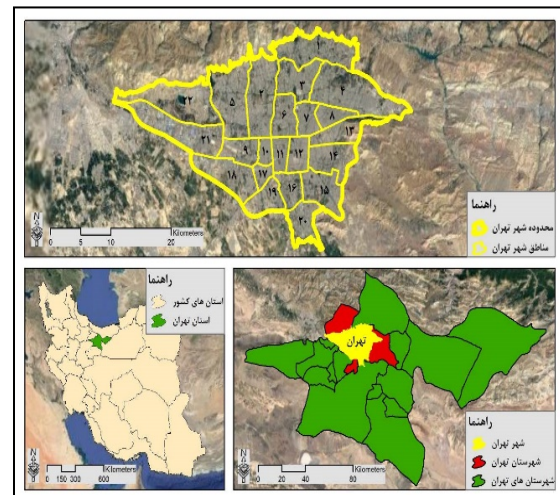 ۱
۲
۳
۴
۵
۶
۷
۸
۲۲
۱۳
۲۱
۹
۱۰
۱۱
۱۲
۱۴
۱۸
۱۷
۱۹
۱۶
۱۵
۲۰
راهنما
محدوده شهر تهران
مناطق شهر تهران
N
0 5 10 20
Kilometers
راهنما
استان های کشور
استان تهران
N
0 150 300 600
Kilometers
تهران
راهنما
شهر تهران
شهرستان تهران
شهرستان های تهران
N
0 20 40 80
Kilometers